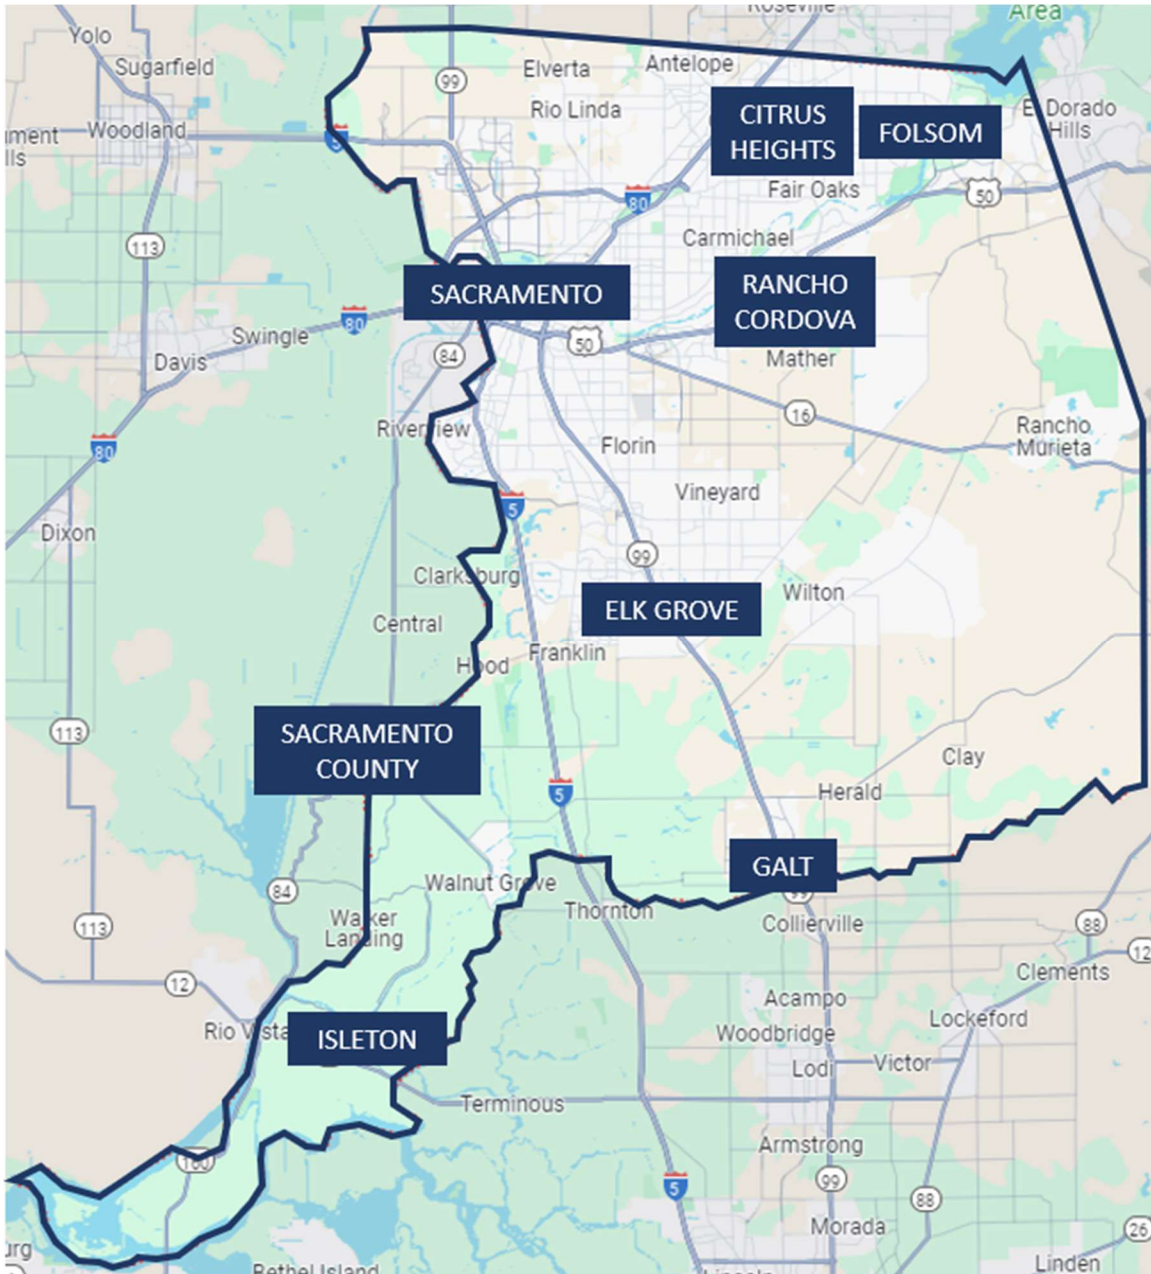 Roseville
Area
Yolo
Sugarfield
99
Elverta
Antelope
Rio Linda
CITRUS
HEIGHTS
FOLSOM
El Dorado
Hills
Woodland
5
80
Fair Oaks
50
113
Carmichael
SACRAMENTO
RANCHO
CORDOVA
80
Swingle
Davis
84
50
Mather
16
Riverview
Florin
Rancho
Murieta
80
Vineyard
5
Dixon
99
Clarksburg
Central
ELK GROVE
Wilton
Hood
Franklin
113
SACRAMENTO
COUNTY
Clay
5
Herald
GALT
84
Walnut Grove
99
Walker
Landing
Thornton
Collierville
113
88
12
Clements
12
Acampo
Rio Vista
ISLETON
Woodbridge
Lockeford
Lodi
Victor
Terminous
Armstrong
160
5
99
88
Morada
26
urg
Bethel Island
Lincoln
Linden